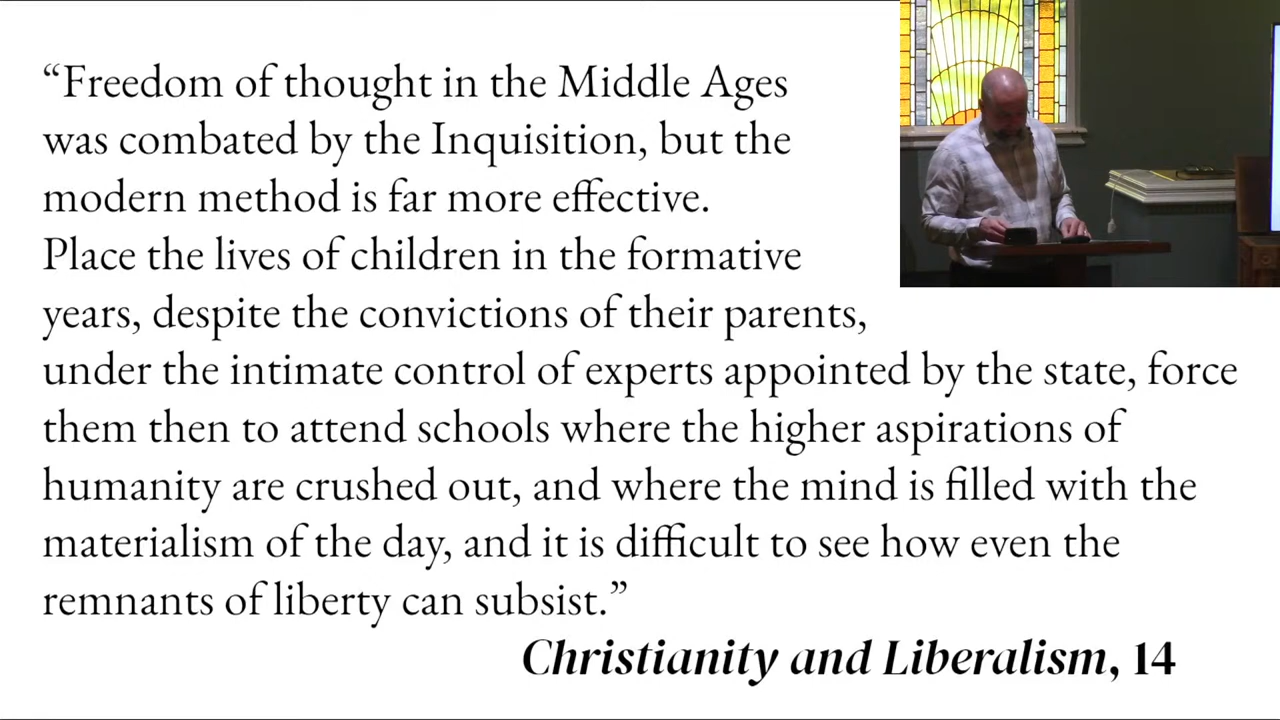 “Freedom of thought in the Middle Ages
was combated by the Inquisition, but the
modern method is far more effective.
Place the lives of children in the formative
years, despite the convictions of their parents,
under the intimate control of experts appointed by the state, force
them then to attend schools where the higher aspirations of
humanity are crushed out, and where the mind is filled with the
materialism of the day, and it is difficult to see how even the
remnants of liberty can subsist.”
Christianity and Liberalism, 14